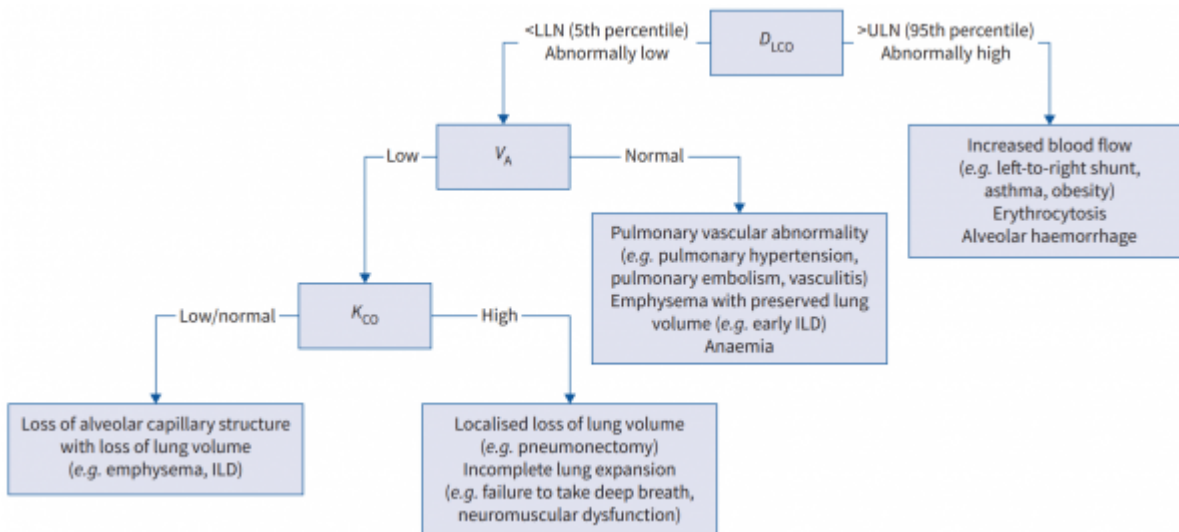 <LLN (5th percentile)
Abnormally low
DLCO
>ULN (95th percentile)
Abnormally high
Low
VA
Normal
Increased blood flow
(e.g. left-to-right shunt,
asthma, obesity)
Erythrocytosis
Alveolar haemorrhage
Pulmonary vascular abnormality
(e.g. pulmonary hypertension,
pulmonary embolism, vasculitis)
Emphysema with preserved lung
volume (e.g. early ILD)
Anaemia
Low/normal
KCO
High
Loss of alveolar capillary structure
with loss of lung volume
(e.g. emphysema, ILD)
Localised loss of lung volume
(e.g. pneumonectomy)
Incomplete lung expansion
(e.g. failure to take deep breath,
neuromuscular dysfunction)